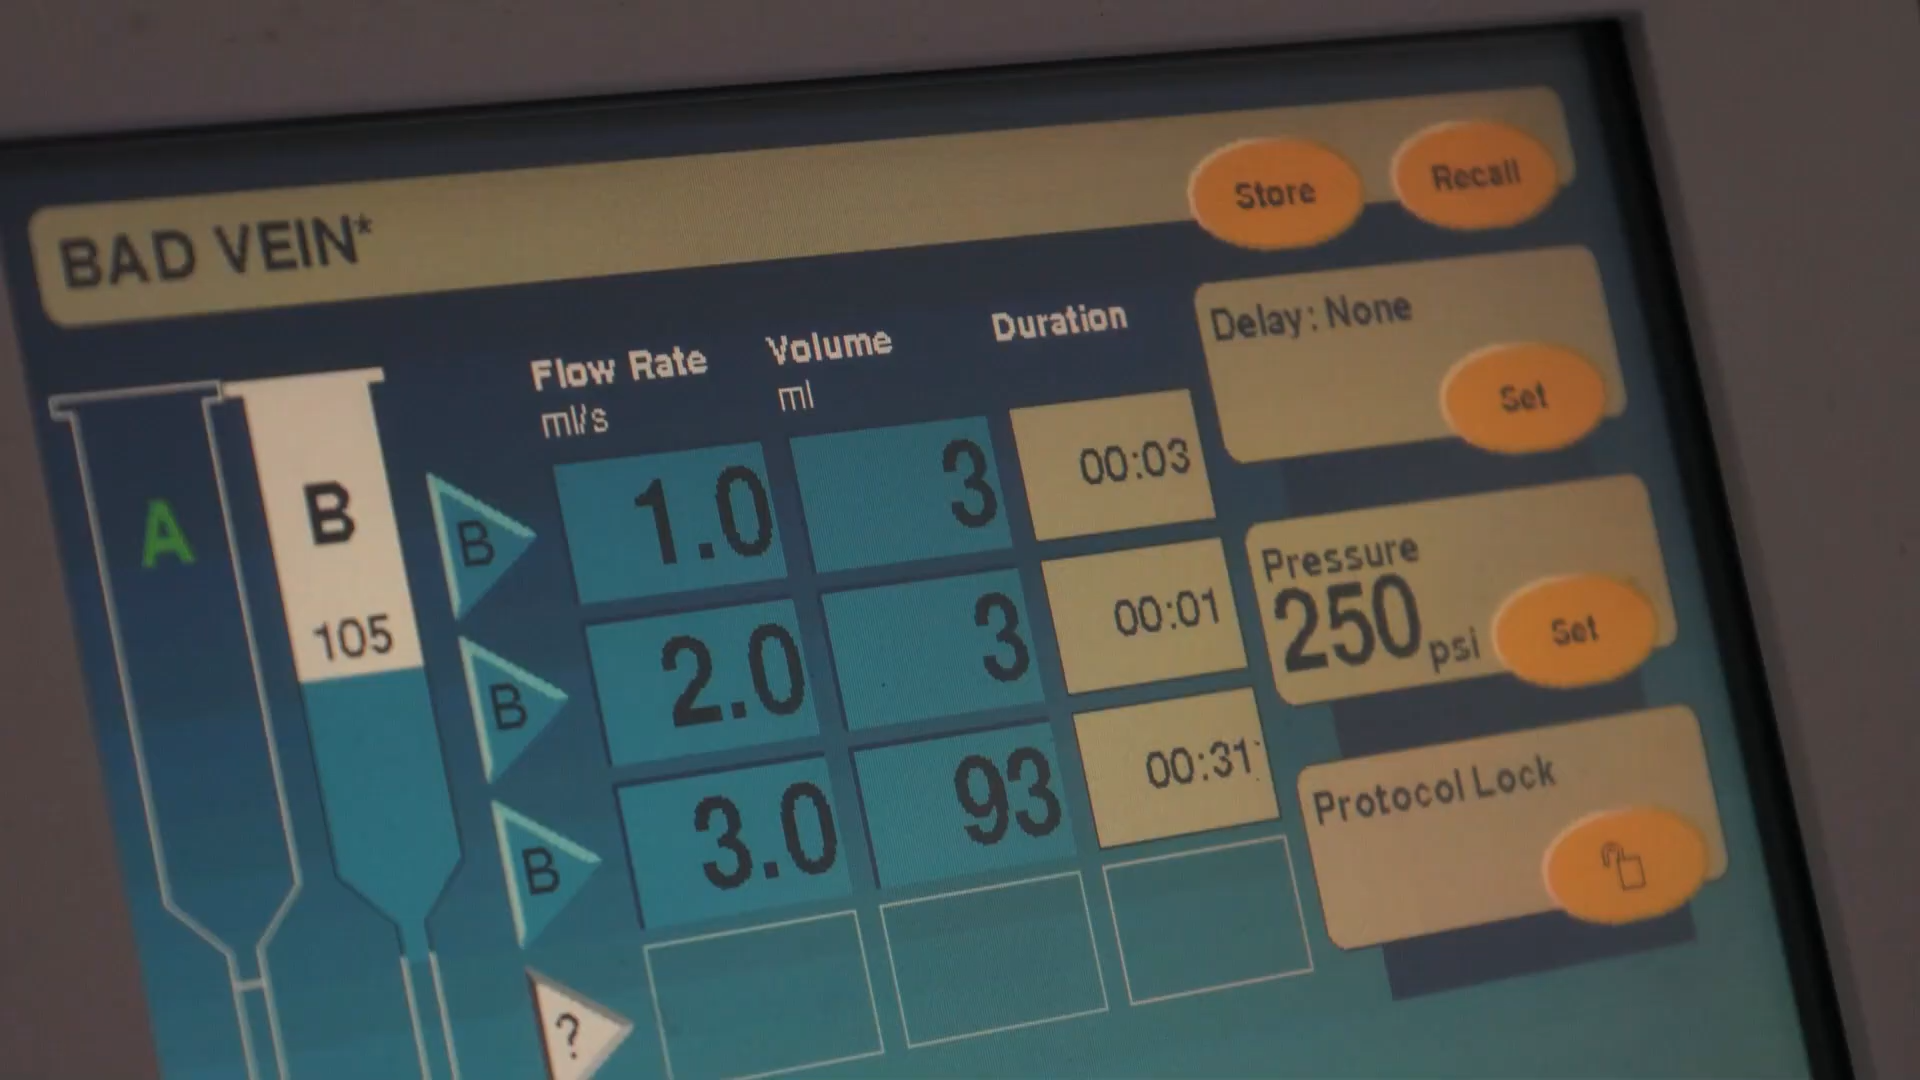 BAD VEIN*
Store
Recall
Flow Rate
ml/s
Volume
ml
Duration
Delay: None
Set
A
B
105
B
1.0
3
00:03
B
2.0
3
00:01
B
3.0
93
00:31
?
Pressure
250 psi
Set
Protocol Lock